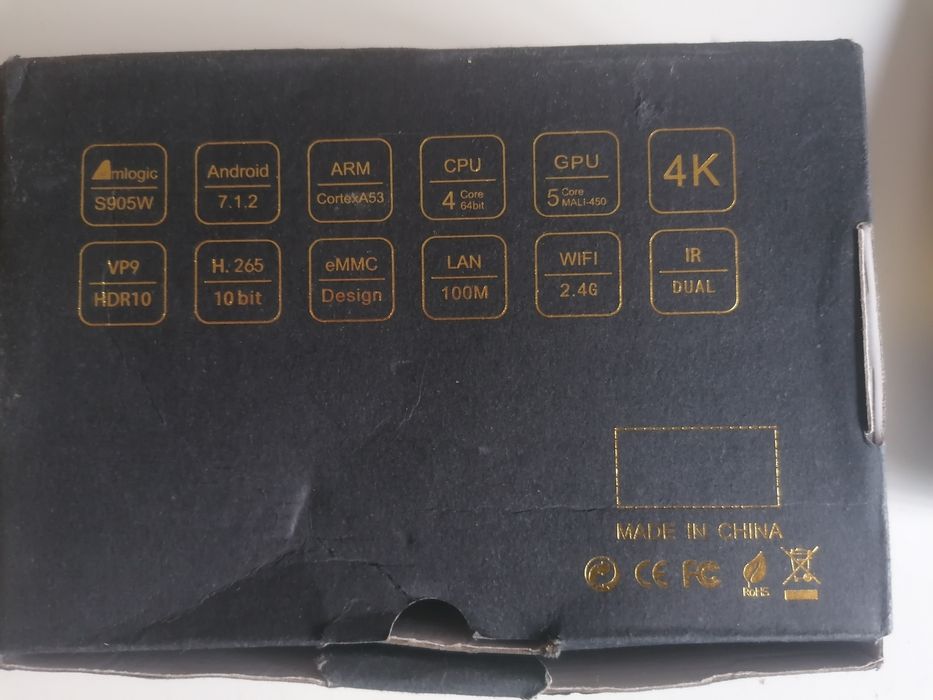 Amlogic
S905W
Android
7.1.2
ARM
CortexA53
CPU
4 Core
64bit
GPU
5 Core
MALI-450
4K
VP9
HDR10
H. 265
10 bit
eMMC
Design
LAN
100M
WIFI
2.4G
IR
DUAL
MADE IN CHINA
CE FC
RoHS